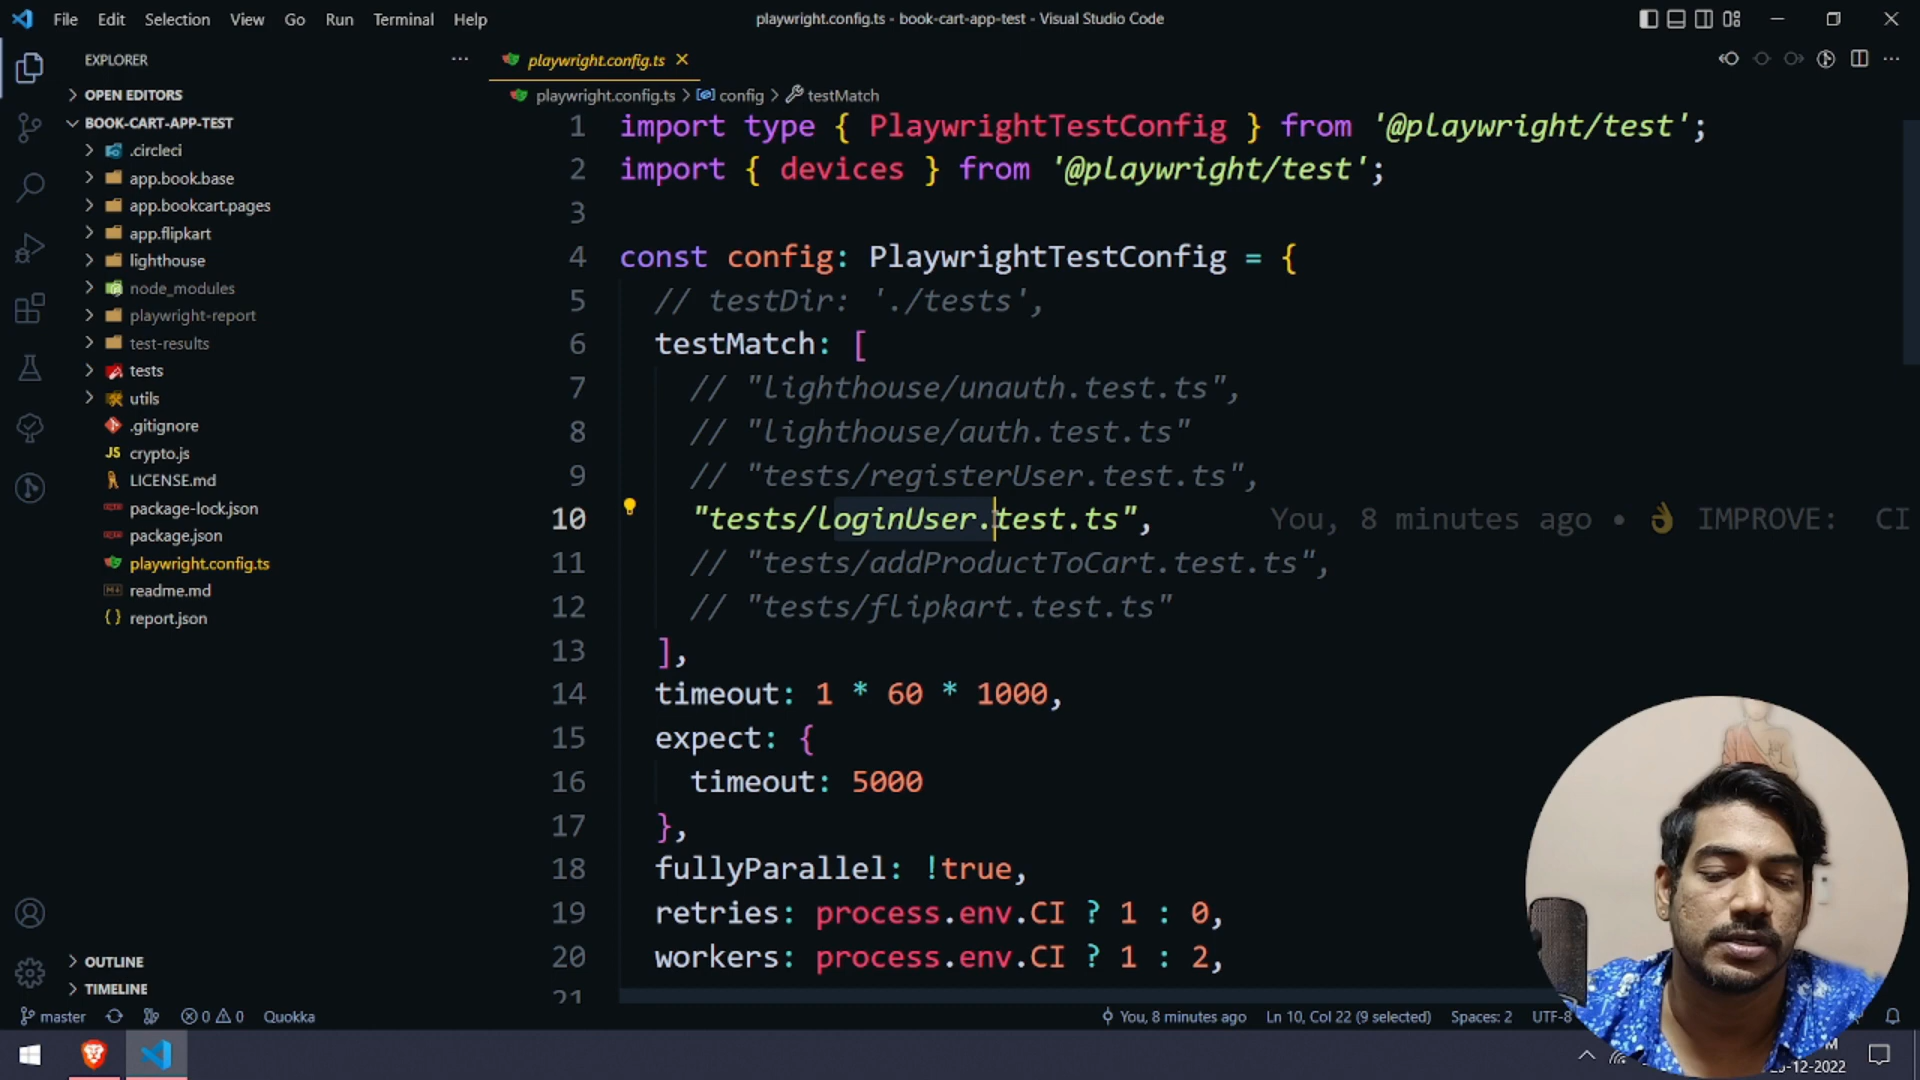 File Edit Selection View Go Run Terminal Help
playwright.config.ts - book-cart-app-test - Visual Studio Code
EXPLORER
OPEN EDITORS
BOOK-CART-APP-TEST
.circleci
app.book.base
app.bookcart.pages
app.flipkart
lighthouse
node_modules
playwright-report
test-results
tests
utils
.gitignore
JS crypto.js
LICENSE.md
package-lock.json
package.json
playwright.config.ts
readme.md
{} report.json
OUTLINE
TIMELINE
playwright.config.ts
playwright.config.ts > config > testMatch
1 import type { PlaywrightTestConfig } from '@playwright/test';
2 import { devices } from '@playwright/test';
3
4 const config: PlaywrightTestConfig = {
5 // testDir: './tests',
6 testMatch: [
7 // "lighthouse/unauth.test.ts",
8 // "lighthouse/auth.test.ts"
9 // "tests/registerUser.test.ts",
10 "tests/loginUser.test.ts", You, 8 minutes ago • 👌 IMPROVE: CI
11 // "tests/addProductToCart.test.ts",
12 // "tests/flipkart.test.ts"
13 ],
14 timeout: 1 * 60 * 1000,
15 expect: {
16 timeout: 5000
17 },
18 fullyParallel: !true,
19 retries: process.env.CI ? 1 : 0,
20 workers: process.env.CI ? 1 : 2,
21
master 0 0 Quokka You, 8 minutes ago Ln 10, Col 22 (9 selected) Spaces: 2 UTF-8
-12-2022